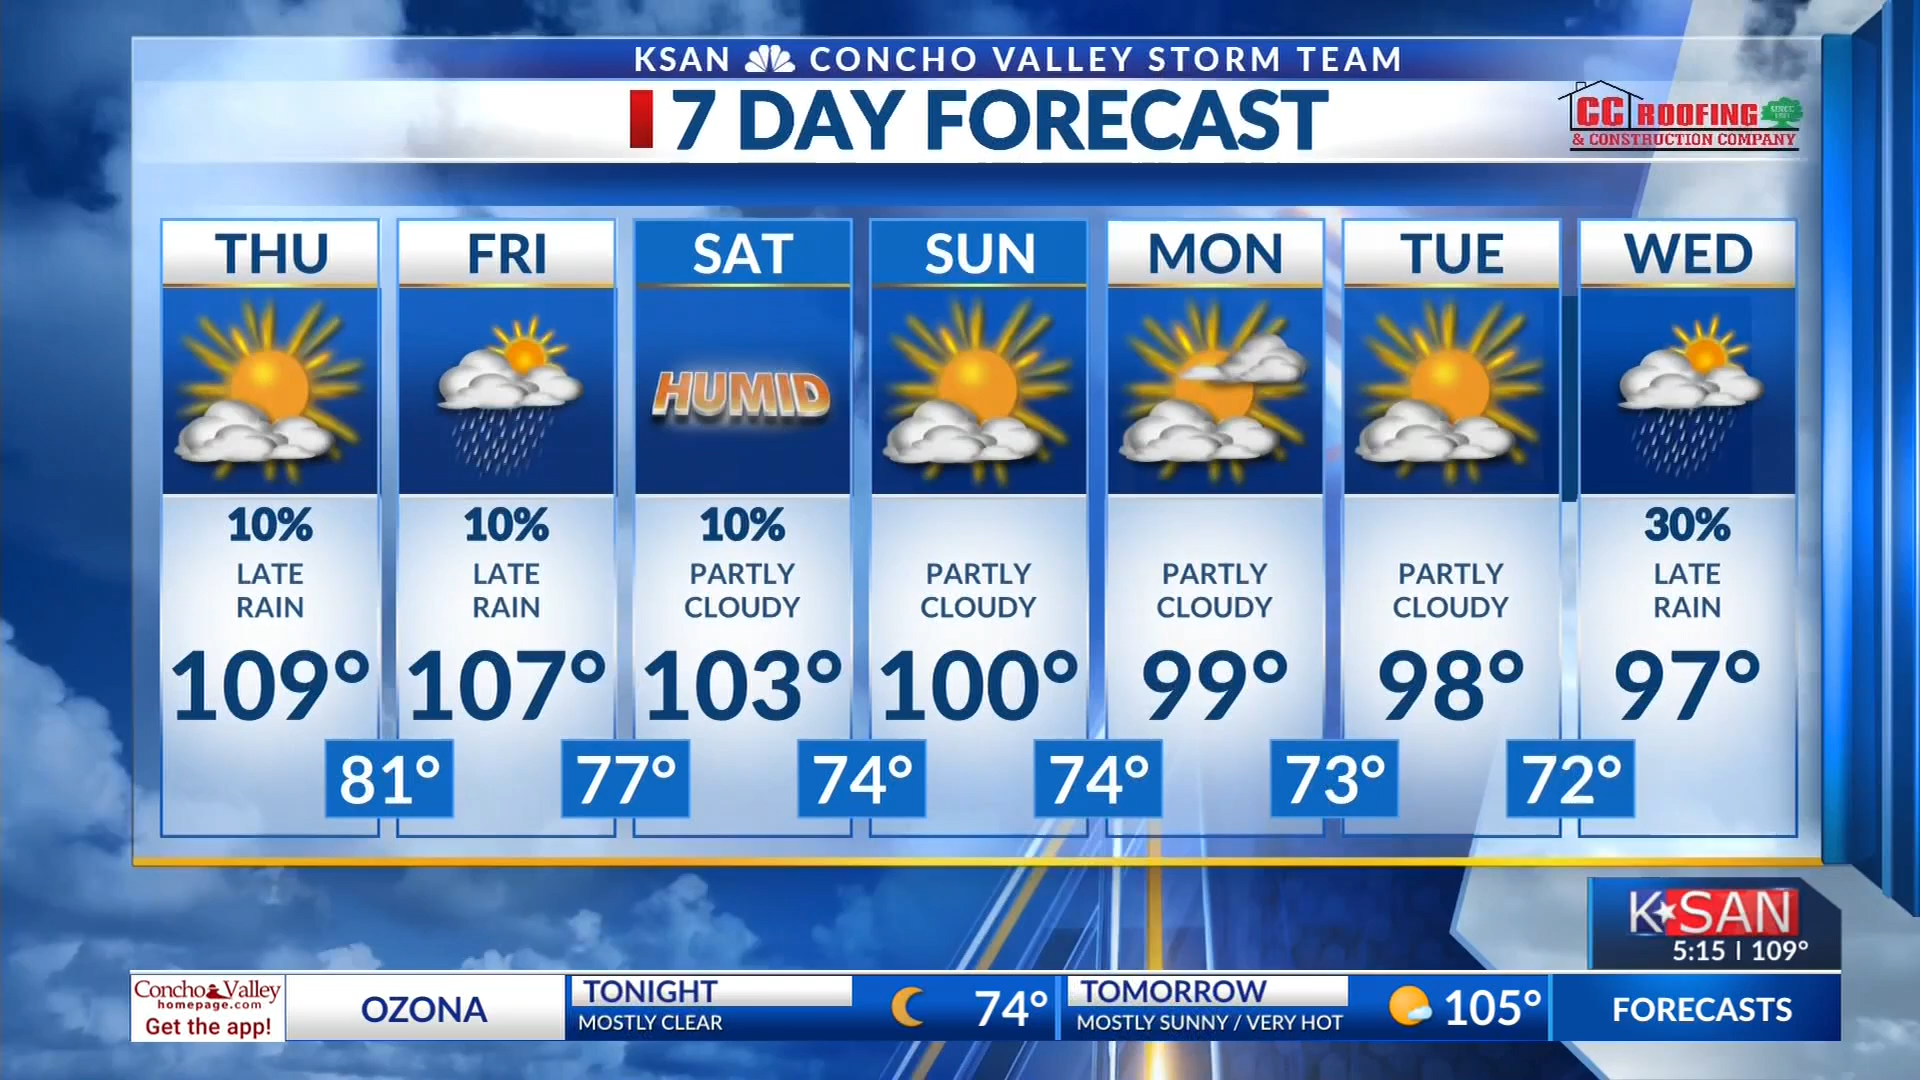 KSAN CONCHO VALLEY STORM TEAM
7 DAY FORECAST
CC ROOFING
& CONSTRUCTION COMPANY
THU FRI SAT SUN MON TUE WED
HUMID
10% 10% 10% 30%
LATE LATE PARTLY PARTLY PARTLY PARTLY LATE
RAIN RAIN CLOUDY CLOUDY CLOUDY CLOUDY RAIN
109° 107° 103° 100° 99° 98° 97°
81° 77° 74° 74° 73° 72°
KSAN
5:15 | 109°
Concho Valley
homepage.com
Get the app!
OZONA
TONIGHT
MOSTLY CLEAR
74°
TOMORROW
MOSTLY SUNNY / VERY HOT
105°
FORECASTS